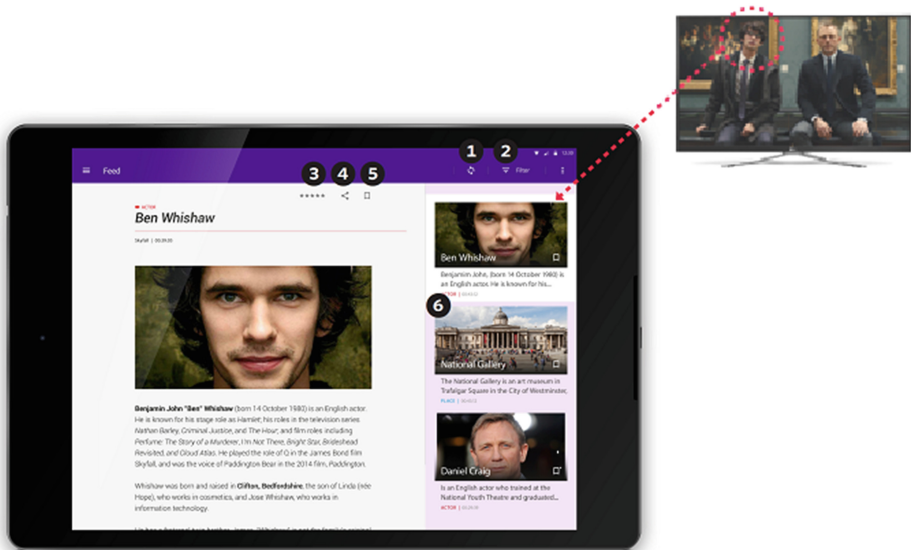 1 2
12:30
Feed
Filter
3 4 5
ACTOR
Ben Whishaw
Skyfall | 00:39:05
Benjamin John "Ben" Whishaw (born 14 October 1980) is an English actor.
He is known for his stage role as Hamlet; his roles in the television series
Nathan Barley, Criminal Justice, and The Hour; and film roles including
Perfume: The Story of a Murderer, I'm Not There, Bright Star, Brideshead
Revisited, and Cloud Atlas. He played the role of Q in the James Bond film
Skyfall, and was the voice of Paddington Bear in the 2014 film, Paddington.
Whishaw was born and raised in Clifton, Bedfordshire, the son of Linda (née
Hope), who works in cosmetics, and Jose Whishaw, who works in
information technology.
Ben Whishaw
Benjamim John, (born 14 October 1980) is
an English actor. He is known for his...
ACTOR
6
National Gallery
The National Gallery is an art museum in
Trafalgar Square in the City of Westminster,
PLACE
Daniel Craig
Is an English actor who trained at the
National Youth Theatre and graduated...
ACTOR